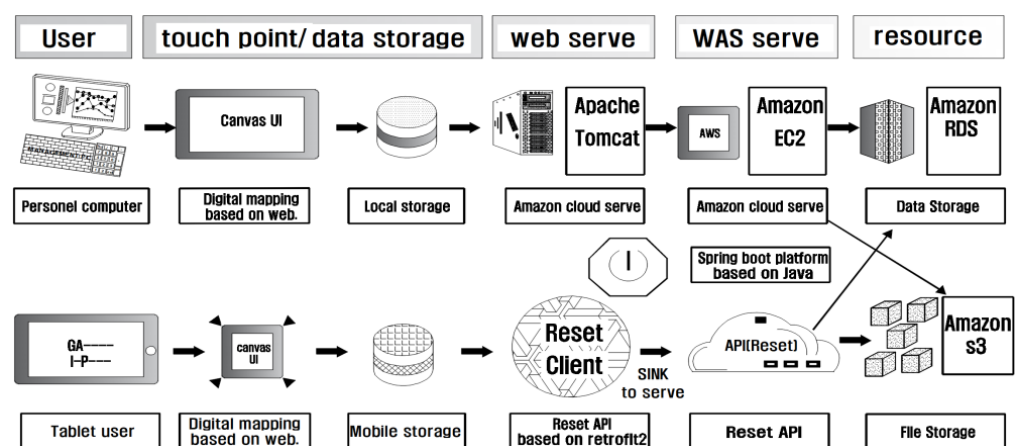 User
touch point/ data storage
web serve
WAS serve
resource
MANAGEMENT PC
Canvas UI
Apache
Tomcat
AWS
Amazon
EC2
Amazon
RDS
Personel computer
Digital mapping
based on web.
Local storage
Amazon cloud serve
Amazon cloud serve
Data Storage
Spring boot platform
based on Java
GA----
I-P---
canvas
UI
Reset
Client
SINK
to serve
API(Reset)
Amazon
s3
Tablet user
Digital mapping
based on web.
Mobile storage
Reset API
based on retrofit2
Reset API
File Storage